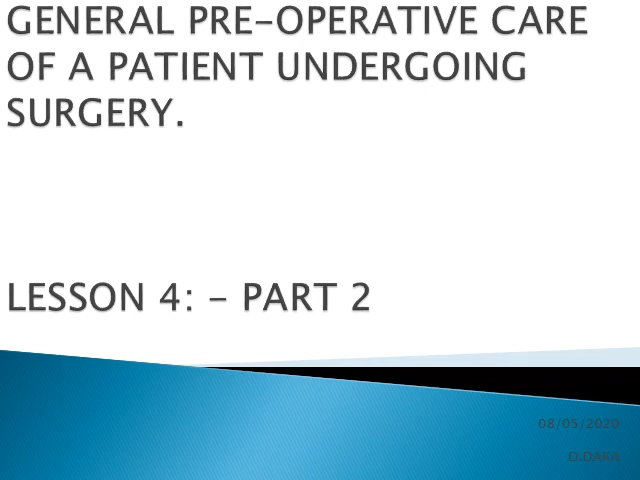 GENERAL PRE-OPERATIVE CARE
OF A PATIENT UNDERGOING
SURGERY.
LESSON 4: - PART 2
08/05/2020
D.DAKA